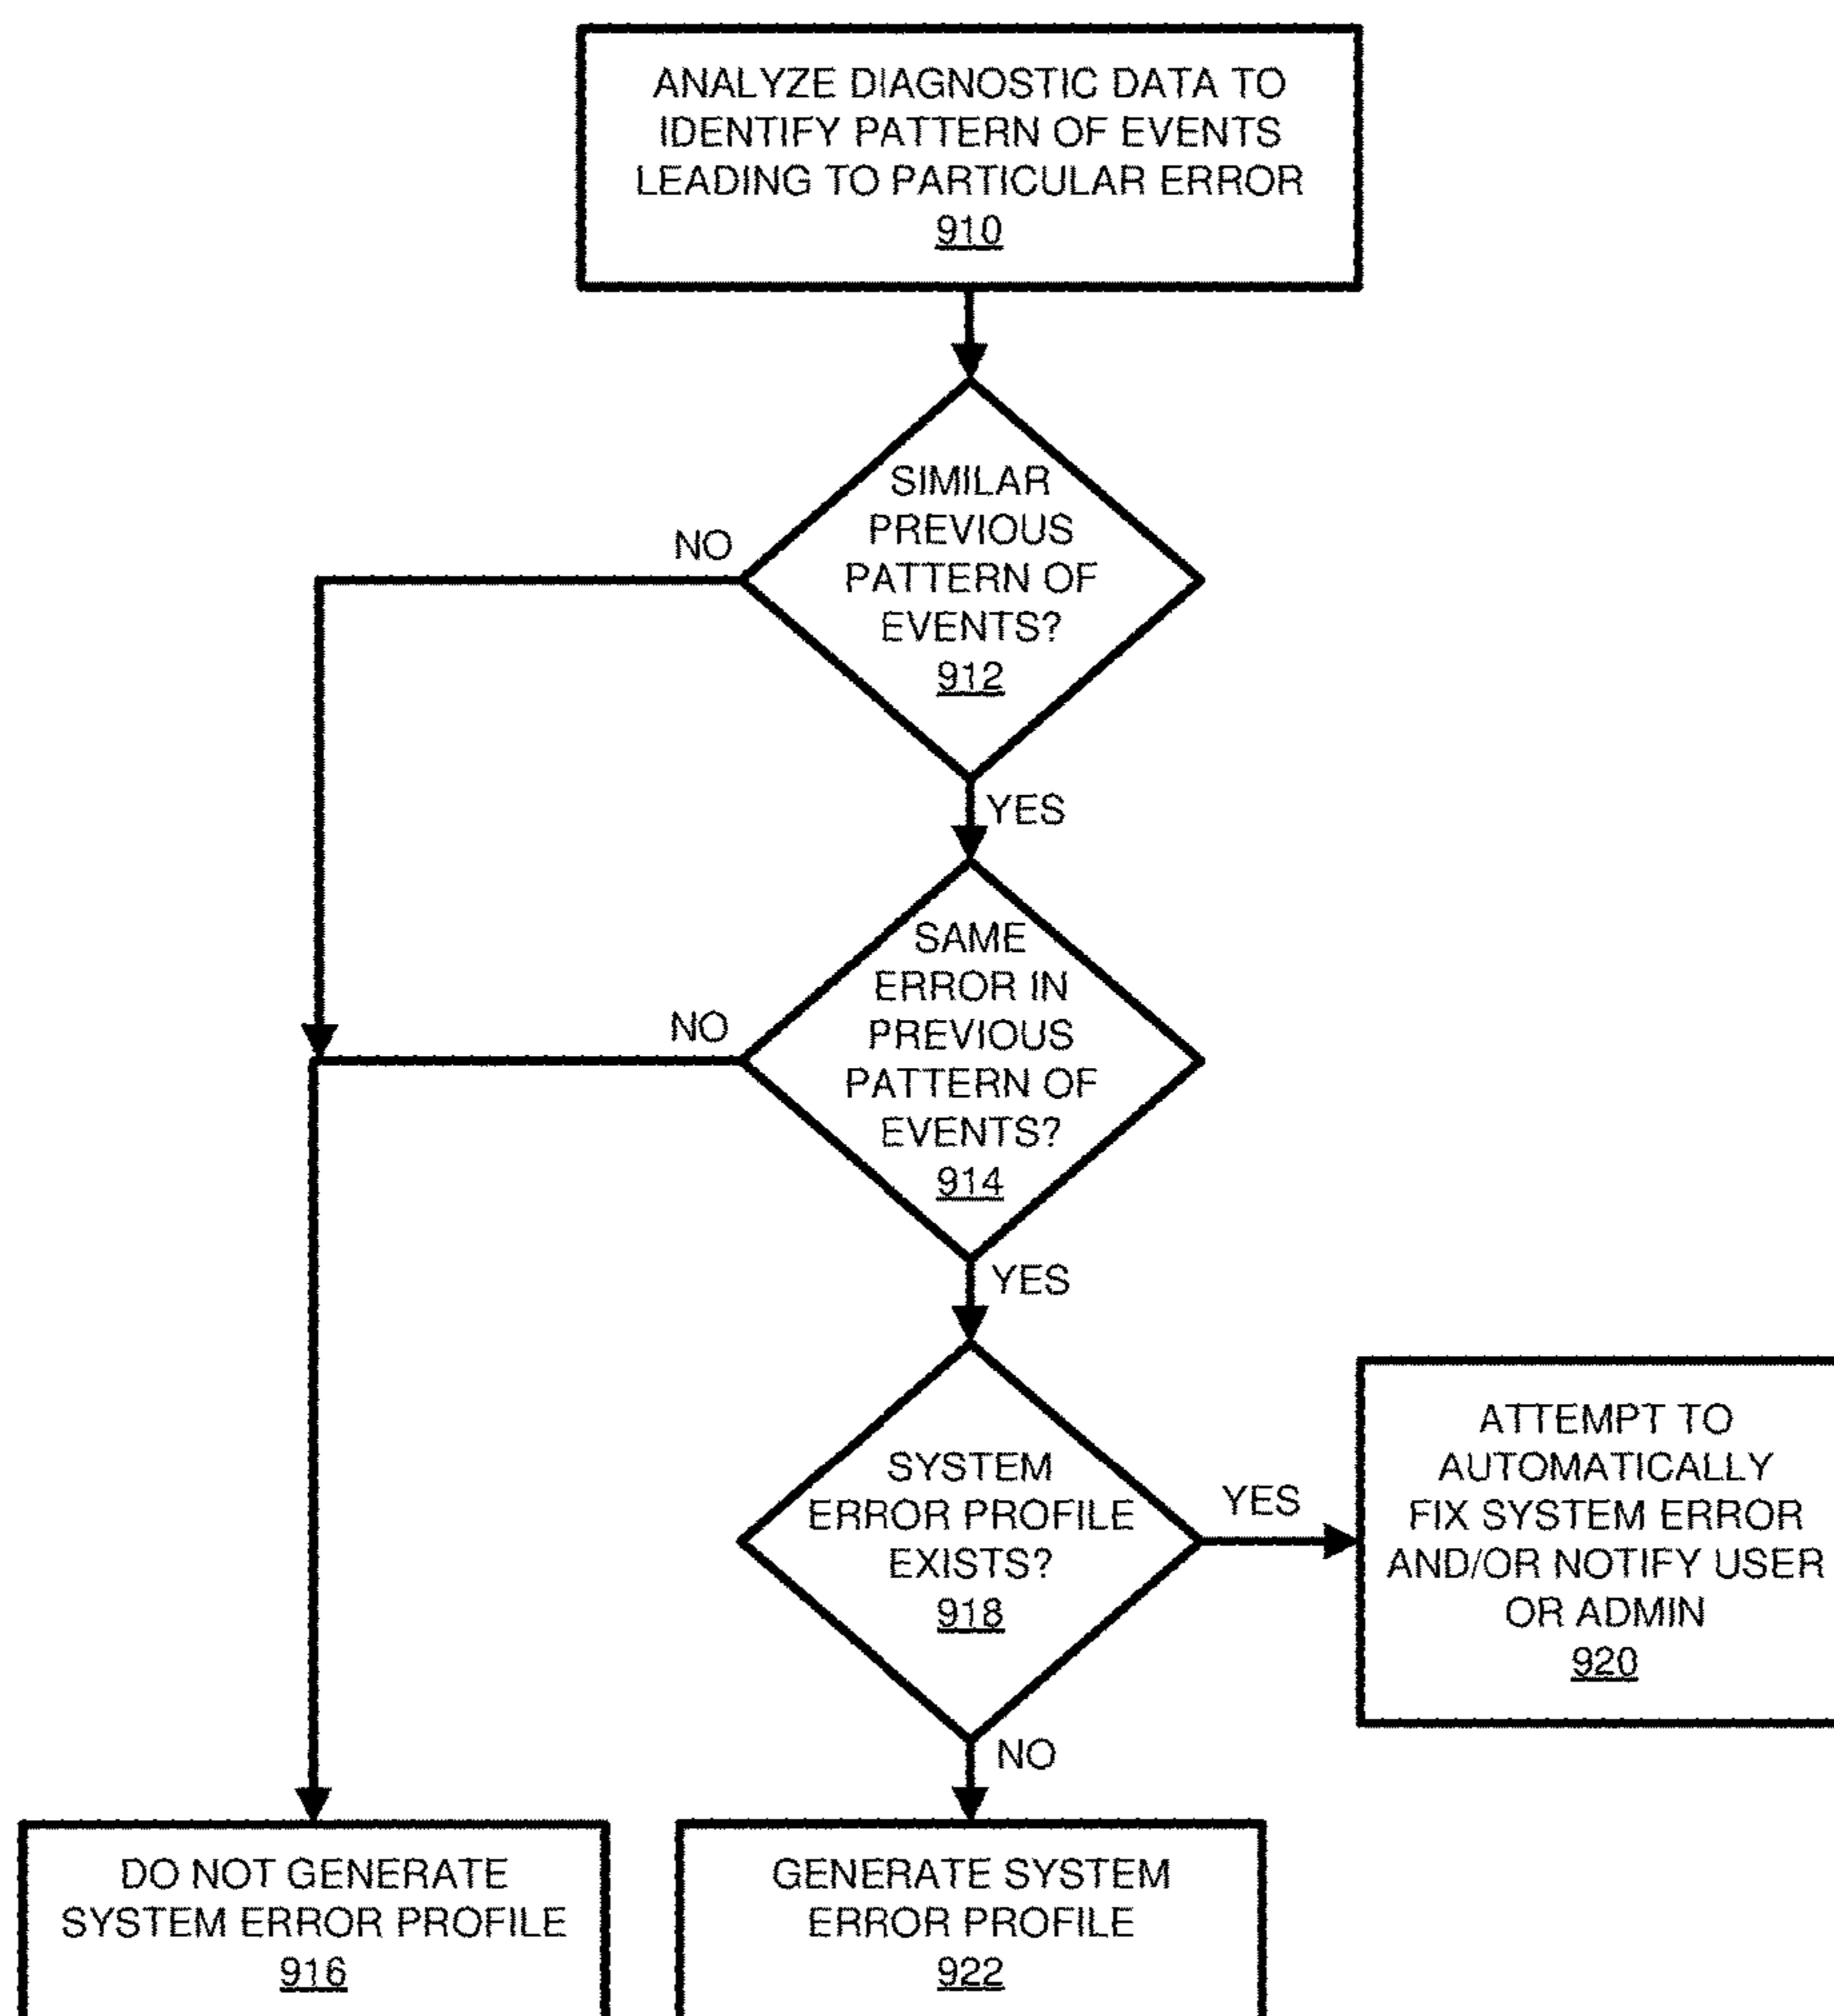 ANALYZE DIAGNOSTIC DATA TO
IDENTIFY PATTERN OF EVENTS
LEADING TO PARTICULAR ERROR
910
SIMILAR
PREVIOUS
PATTERN OF
EVENTS?
912
NO
YES
SAME
ERROR IN
PREVIOUS
PATTERN OF
EVENTS?
914
NO
YES
SYSTEM
ERROR PROFILE
EXISTS?
918
YES
ATTEMPT TO
AUTOMATICALLY
FIX SYSTEM ERROR
AND/OR NOTIFY USER
OR ADMIN
920
NO
DO NOT GENERATE
SYSTEM ERROR PROFILE
916
GENERATE SYSTEM
ERROR PROFILE
922